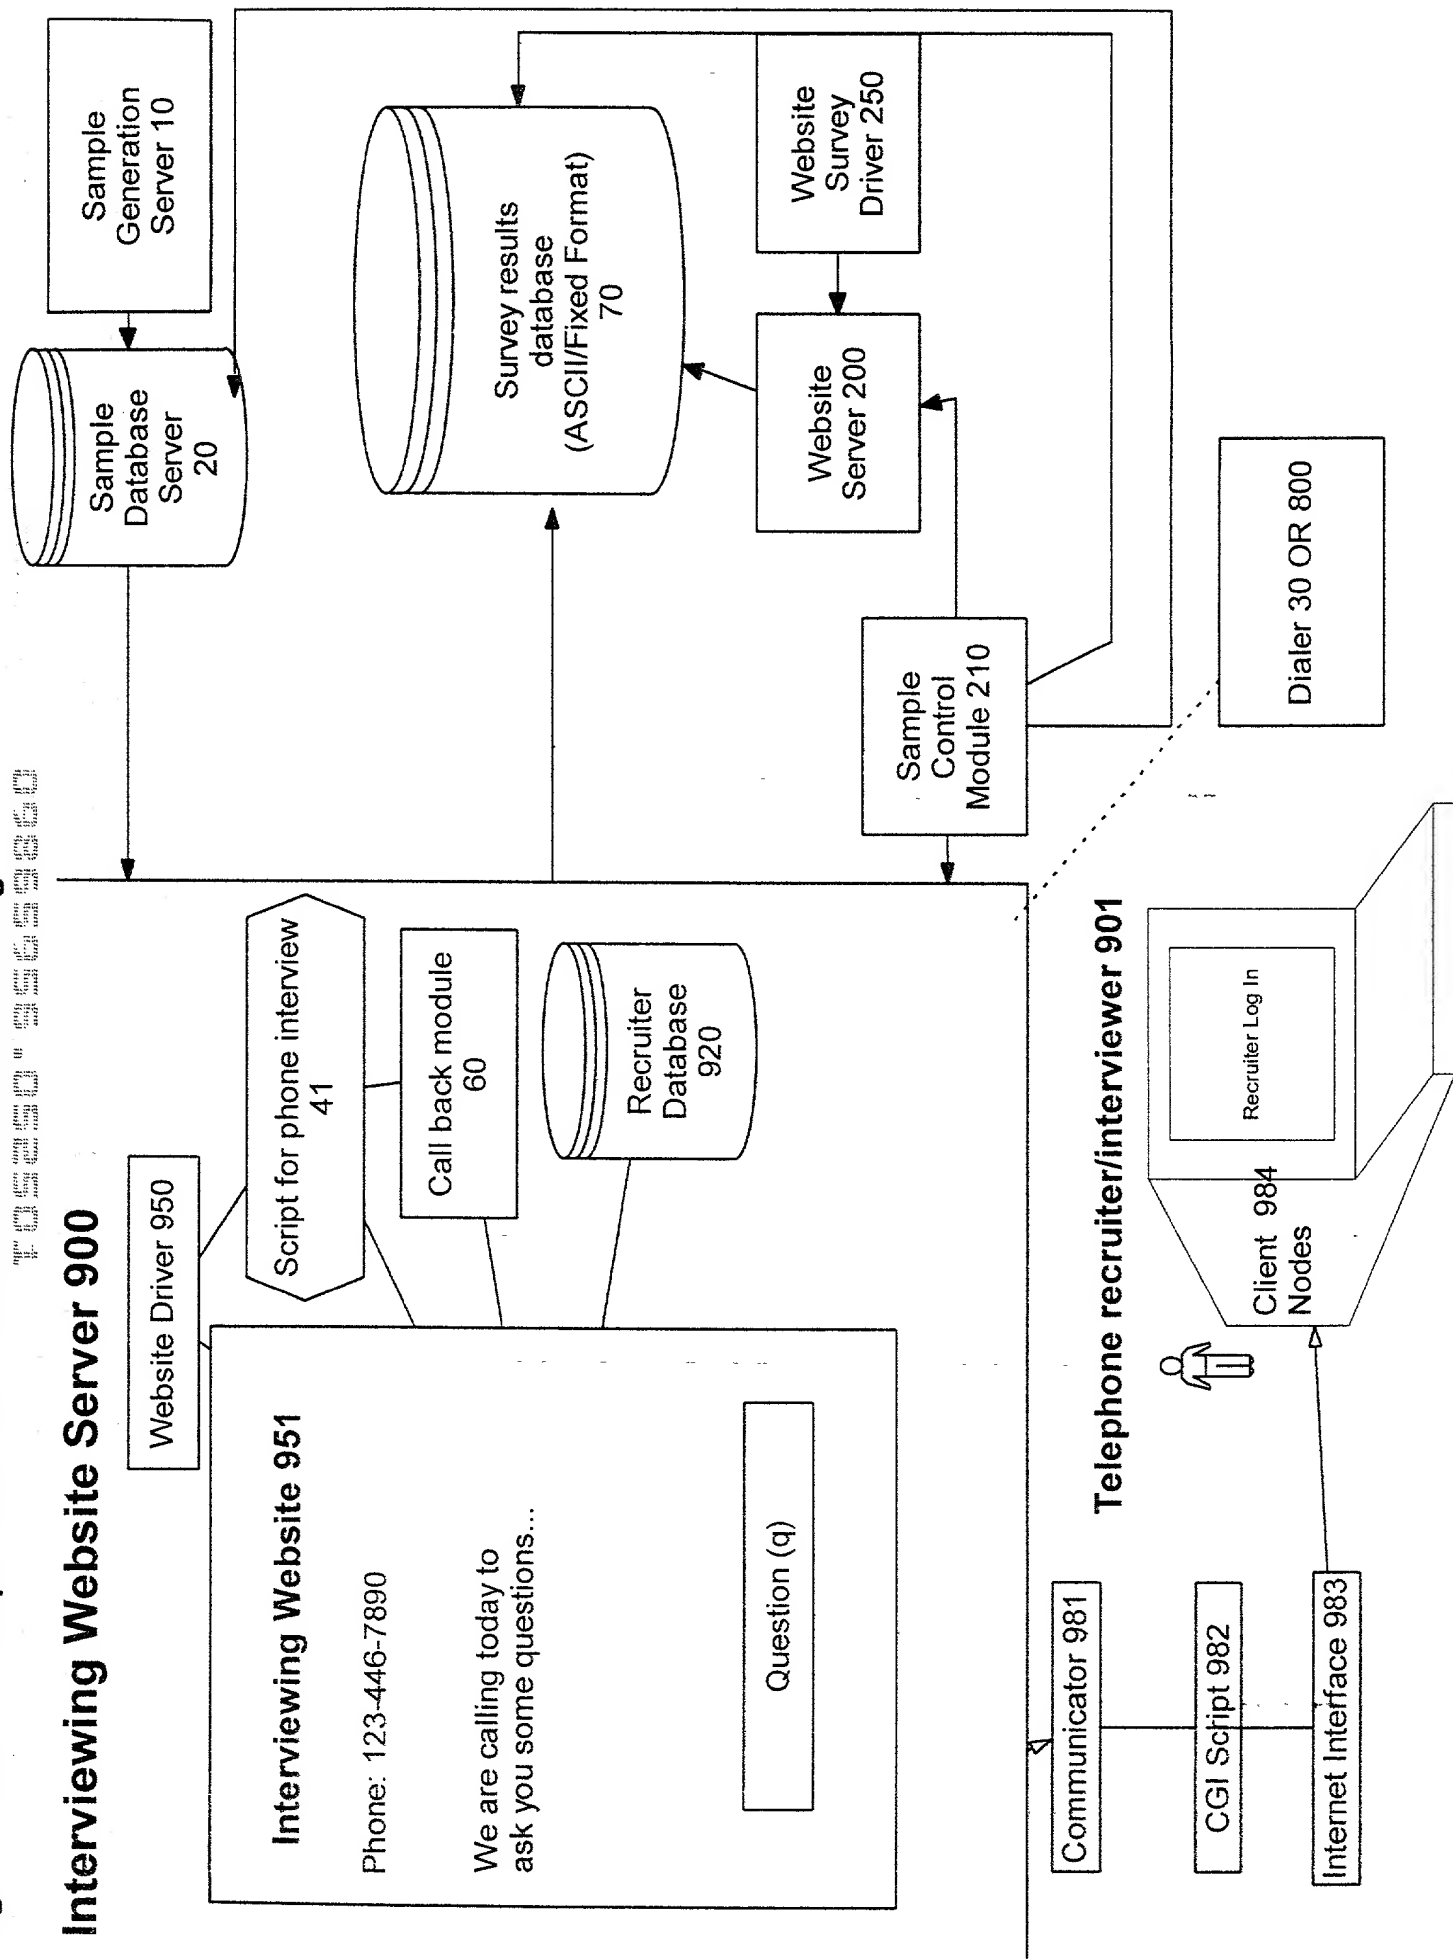 Interviewing Website Server 900
Website Driver 950
Interviewing Website 951
Phone: 123-446-7890
We are calling today to
ask you some questions...
Question (q)
Script for phone interview
41
Call back module
60
Recruiter
Database
920
Sample
Database
Server
20
Sample
Generation
Server 10
Survey results
database
(ASCII/Fixed Format)
70
Website
Server 200
Website
Survey
Driver 250
Sample
Control
Module 210
Dialer 30 OR 800
Communicator 981
CGI Script 982
Internet Interface 983
Telephone recruiter/interviewer 901
Client 984
Nodes
Recruiter Log In